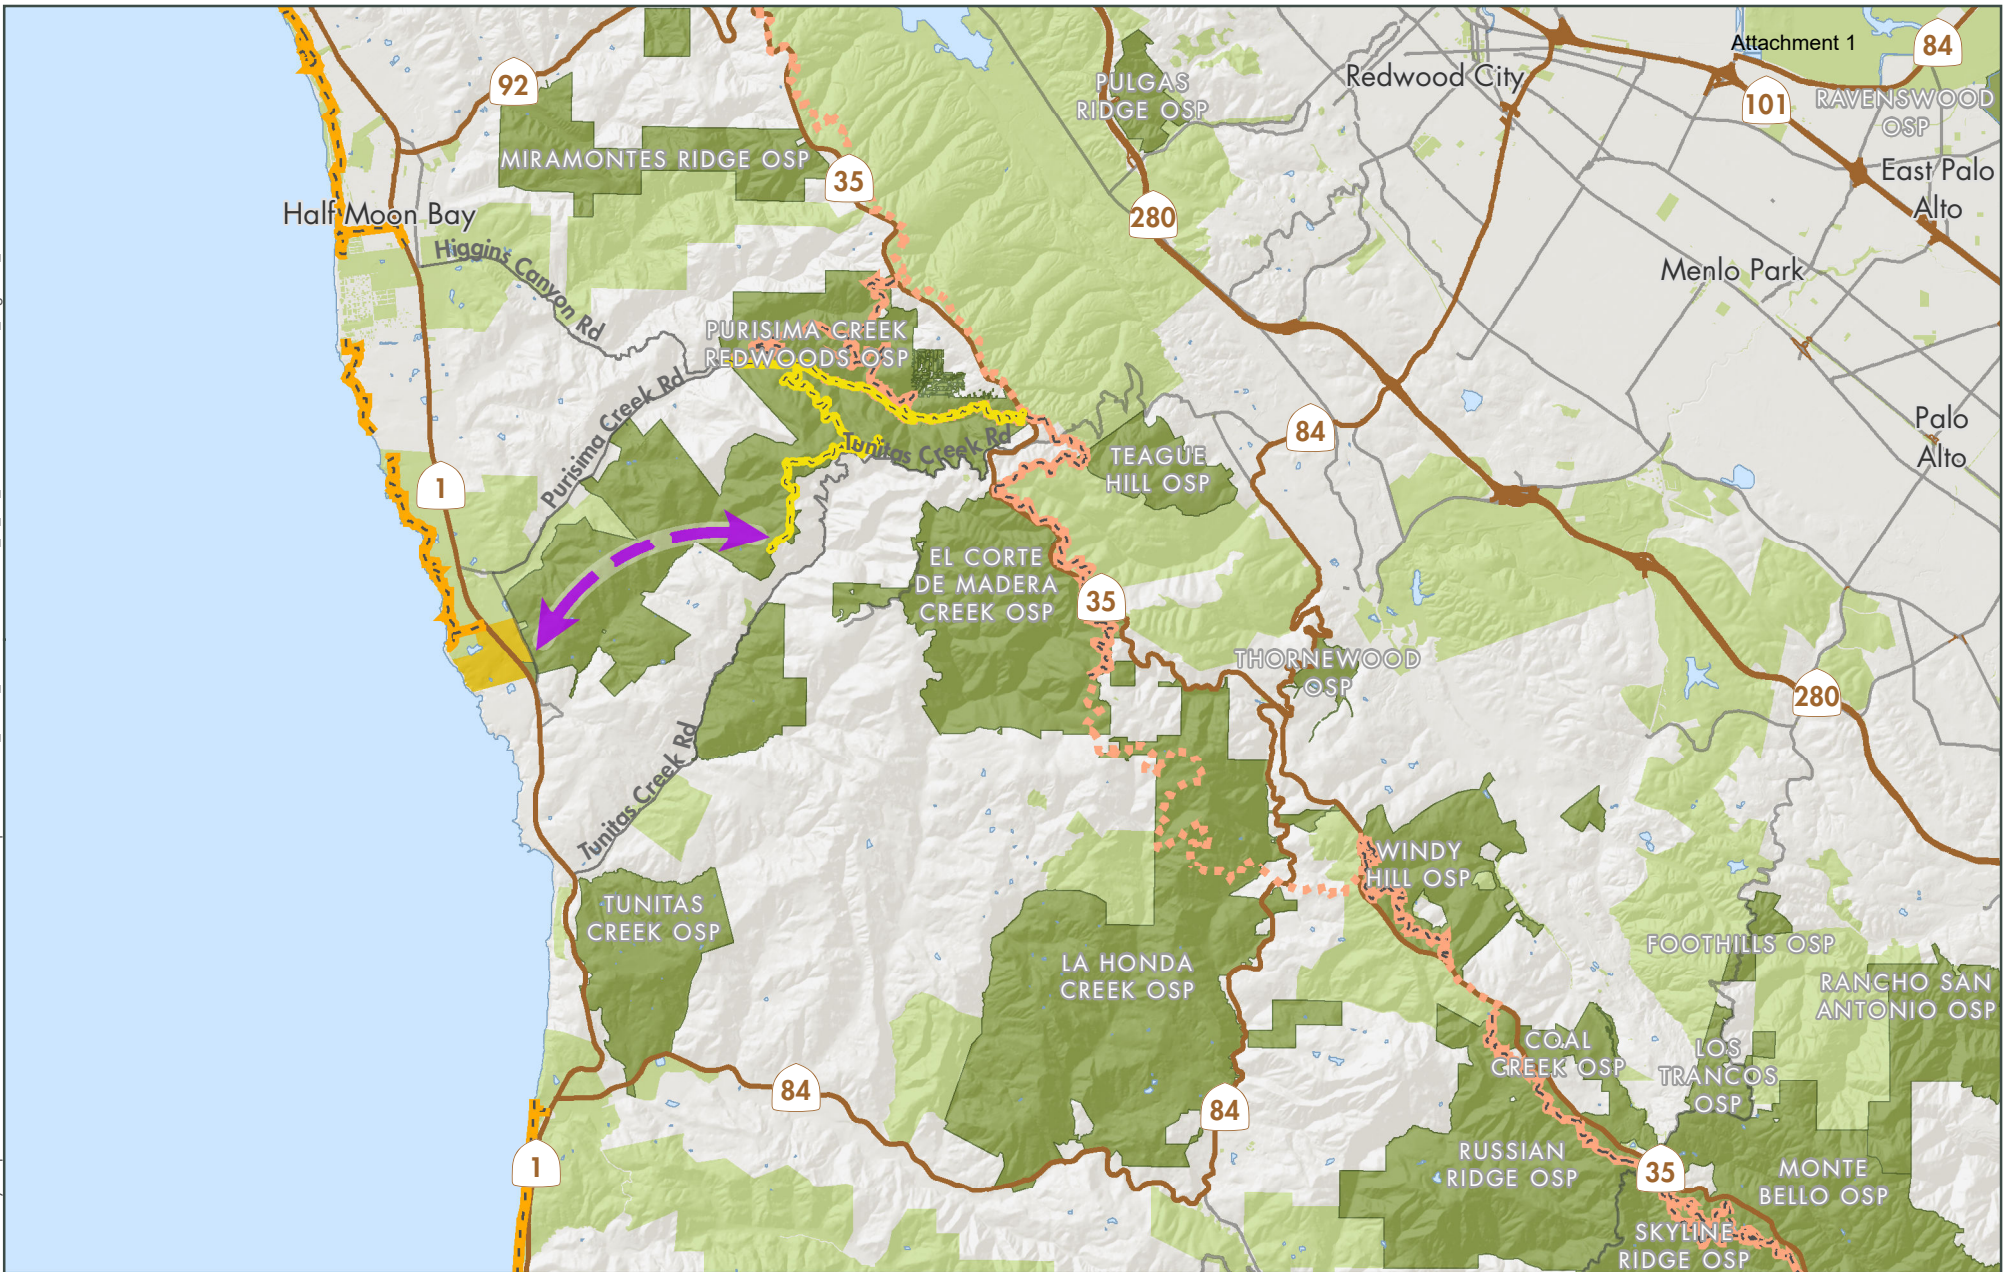 Attachment 1
84
92
PULGAS
RIDGE OSP
Redwood City
101
RAVENSWOOD
OSP
MIRAMONTES RIDGE OSP
35
East Palo
Alto
Half Moon Bay
280
Higgins Canyon Rd
Menlo Park
PURISIMA CREEK
REDWOODS OSP
Purisima Creek Rd
Tunitas Creek Rd
84
Palo
Alto
TEAGUE
HILL OSP
1
EL CORTE
DE MADERA
CREEK OSP
35
THORNEWOOD
OSP
280
Tunitas Creek Rd
WINDY
HILL OSP
TUNITAS
CREEK OSP
FOOTHILLS OSP
LA HONDA
CREEK OSP
RANCHO SAN
ANTONIO OSP
COAL
CREEK OSP
LOS
TRANCOS
OSP
84
84
1
RUSSIAN
RIDGE OSP
35
MONTE
BELLO OSP
SKYLINE
RIDGE OSP